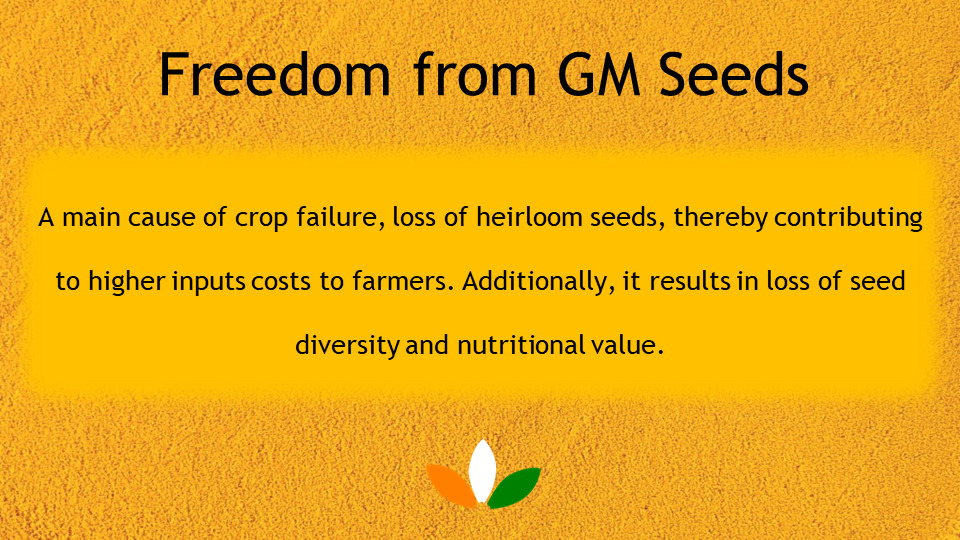 Freedom from GM Seeds
A main cause of crop failure, loss of heirloom seeds, thereby contributing
to higher inputs costs to farmers. Additionally, it results in loss of seed
diversity and nutritional value.